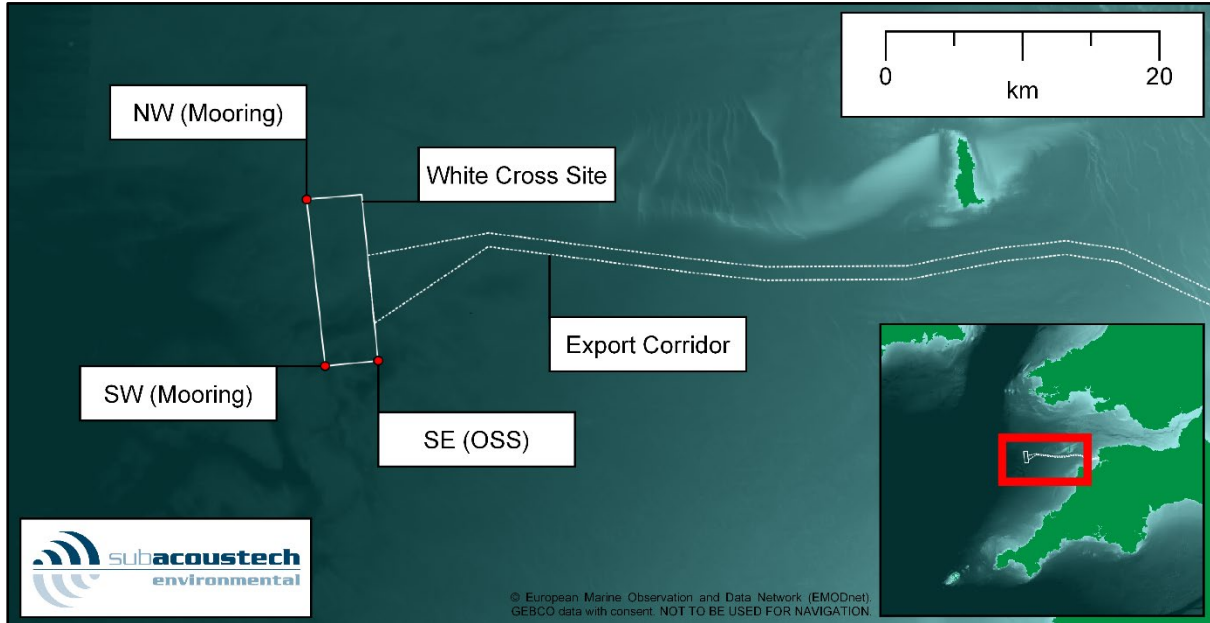 NW (Mooring)
White Cross Site
0
20
km
Export Corridor
SW (Mooring)
SE (OSS)
subacoustech
environmental
© European Marine Observation and Data Network (EMODnet).
GEBCO data with consent. NOT TO BE USED FOR NAVIGATION.